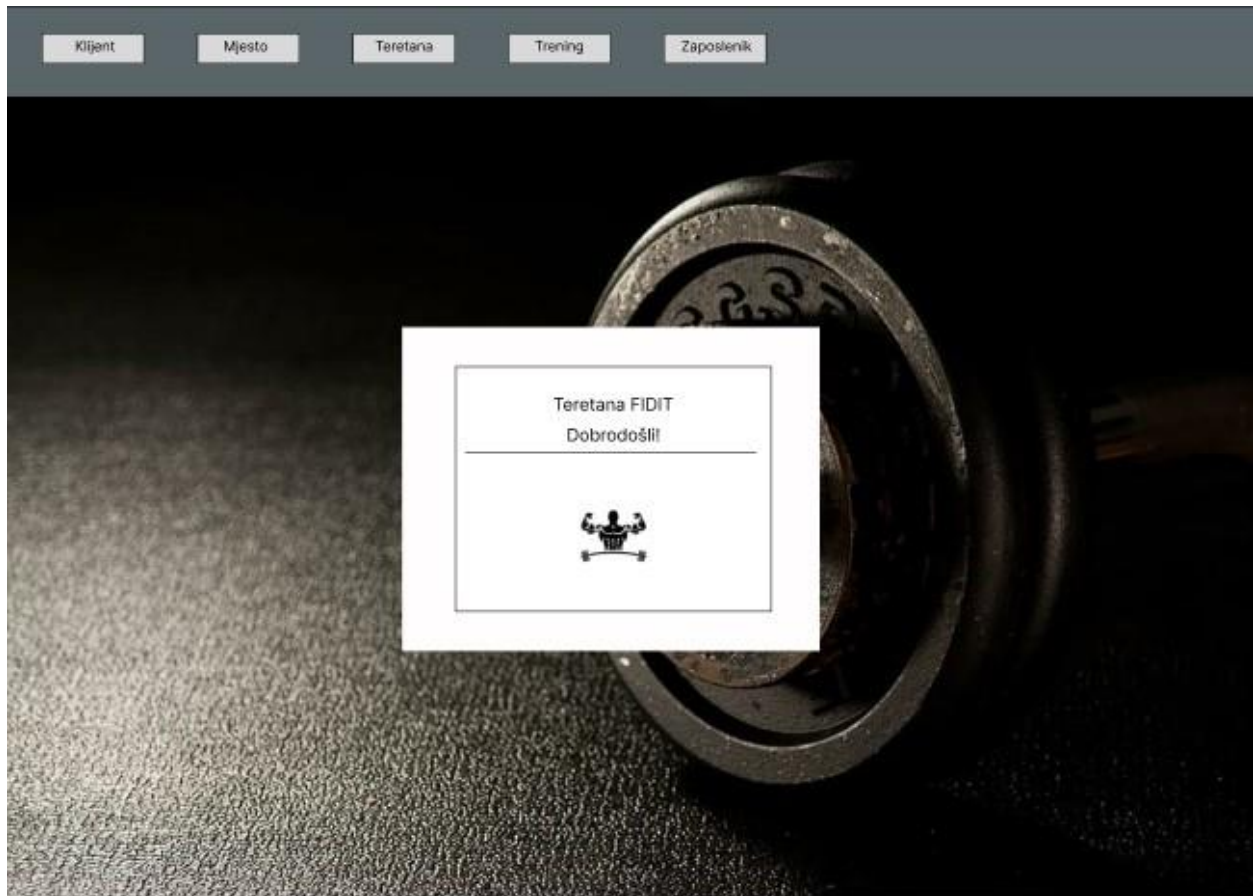 Klijent
Mjesto
Teretana
Trening
Zaposlenik
Teretana FIDIT
Dobrodošli!